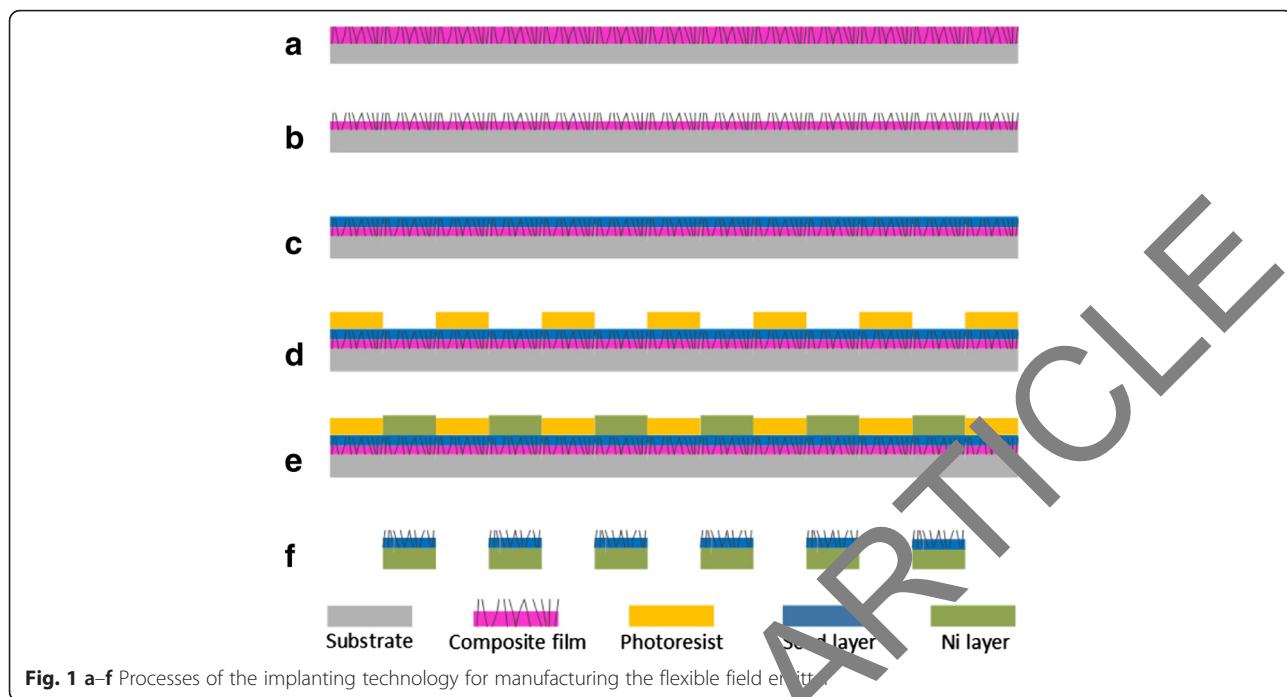 a
b
c
d
e
f
Substrate Composite film Photoresist layer Ni layer
Fig. 1 a–f Processes of the implanting technology for manufacturing the flexible field
ARTICLE